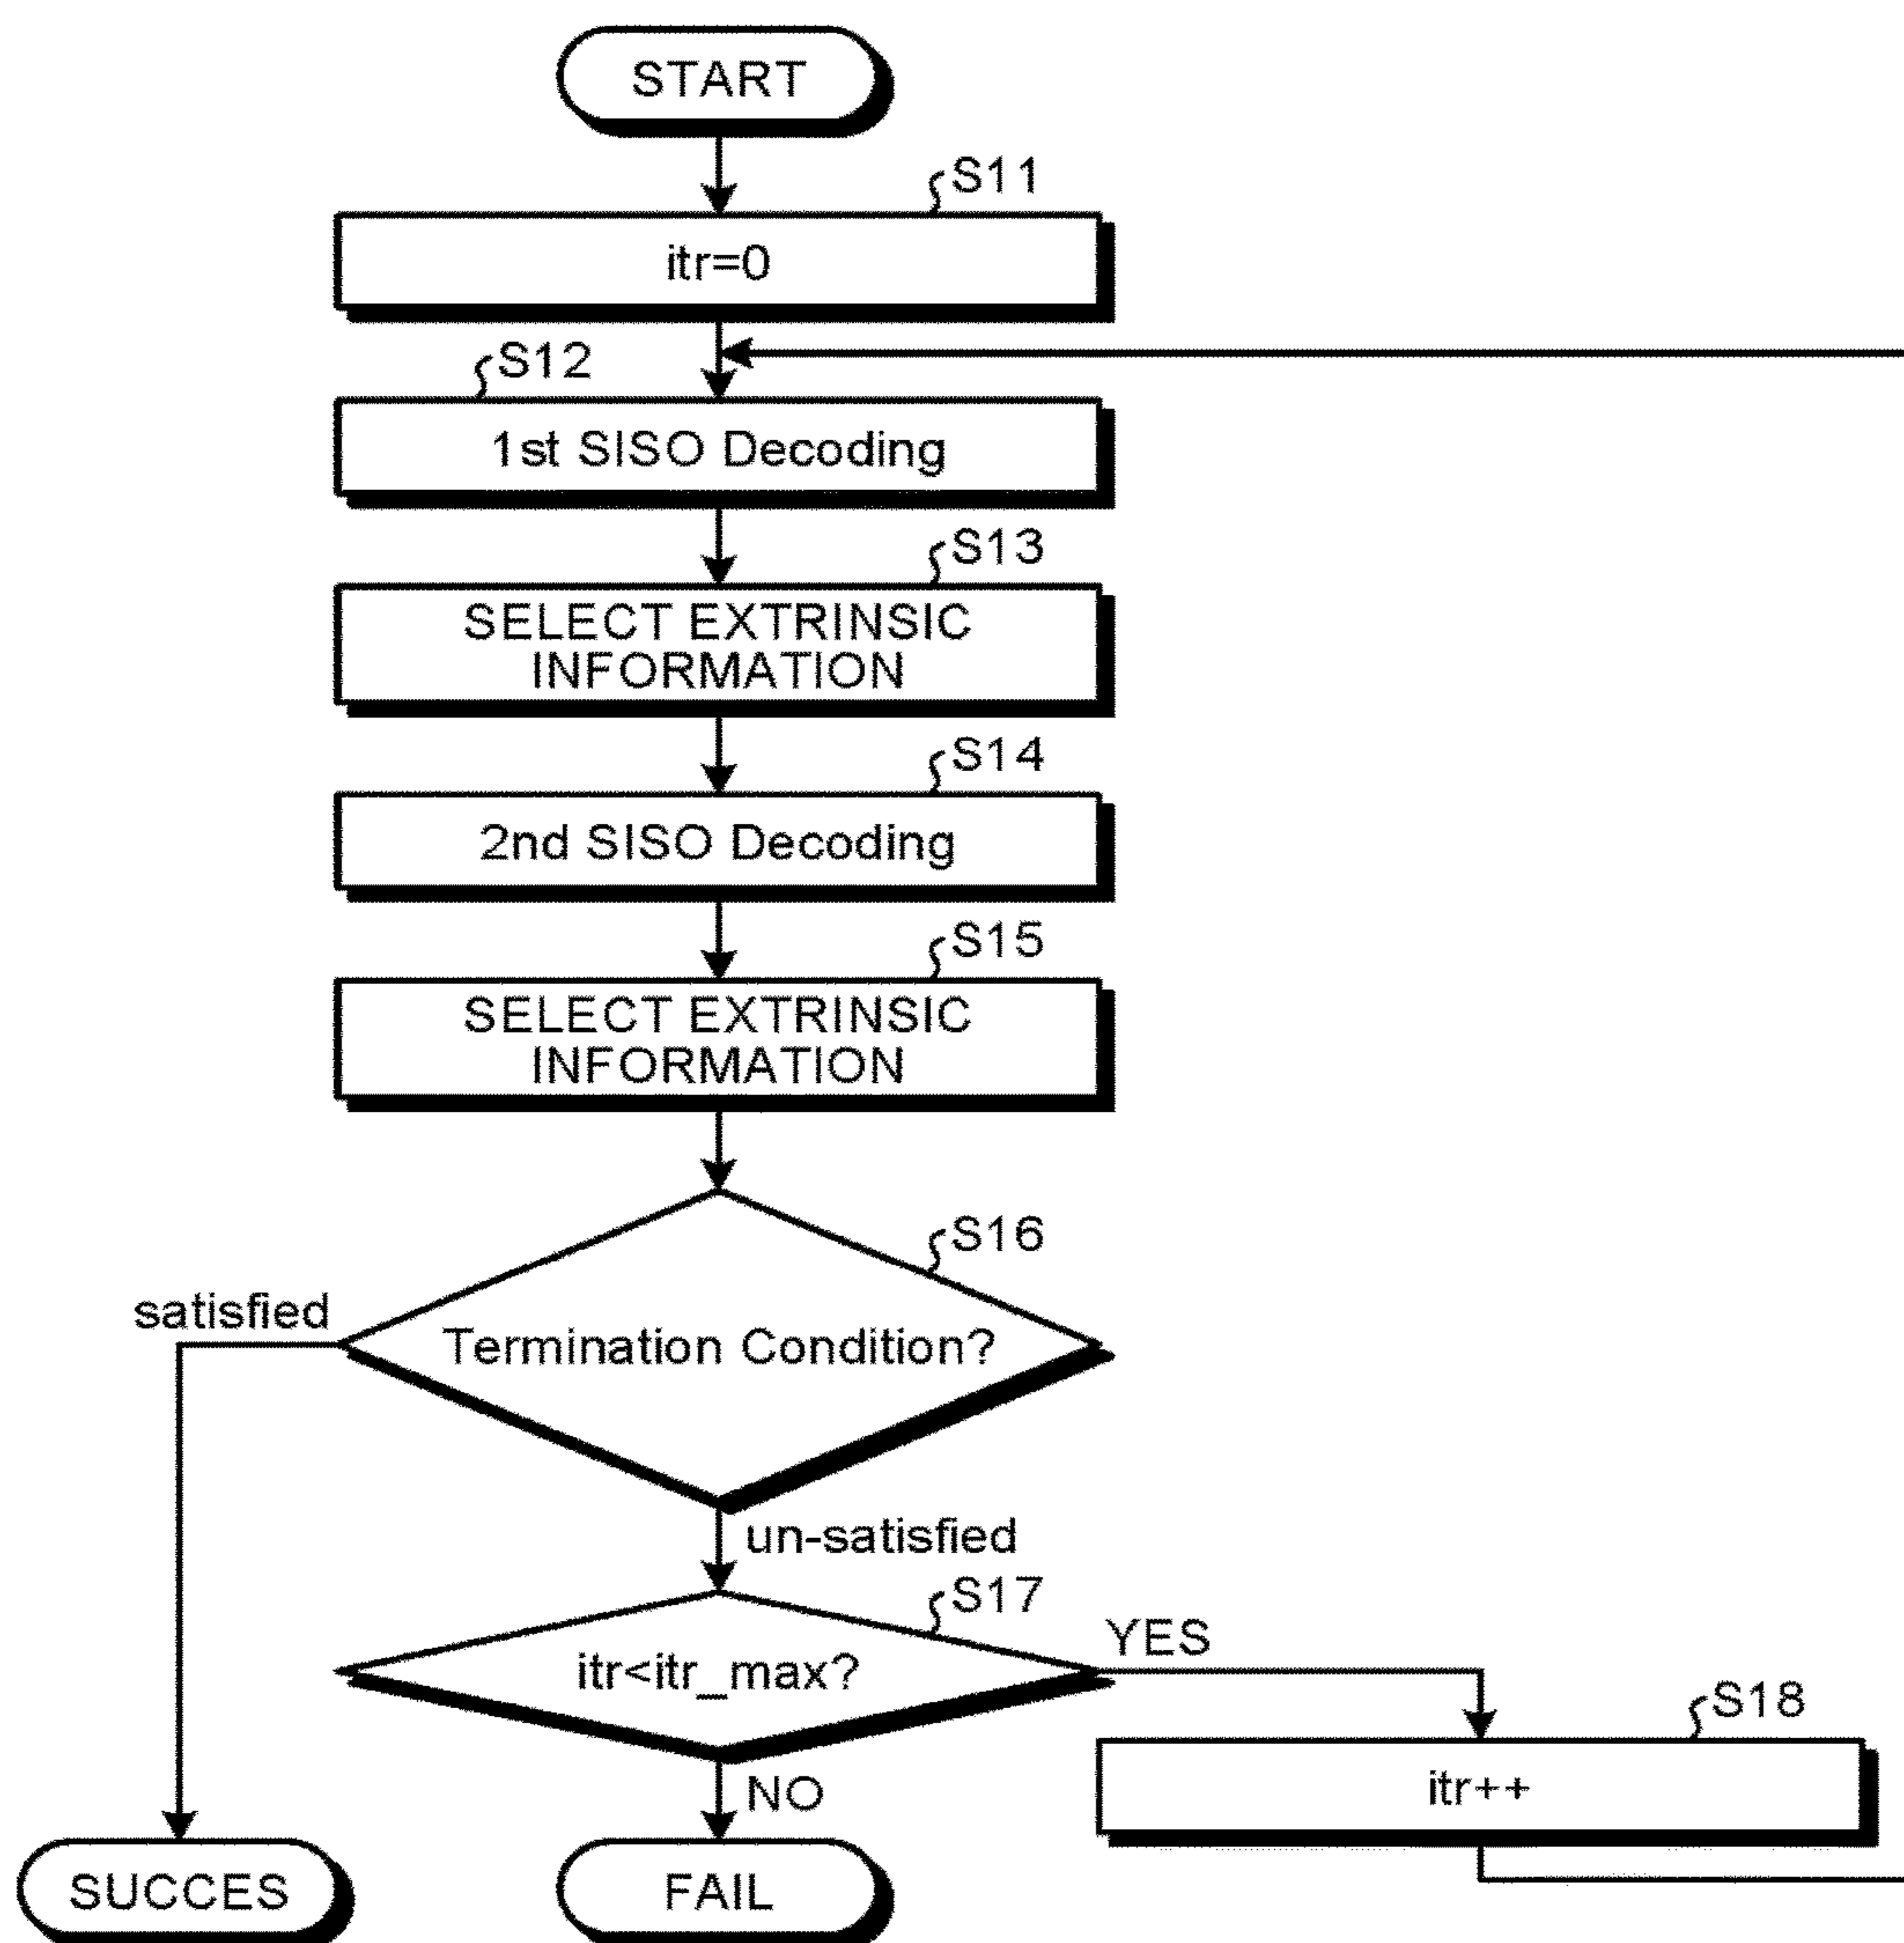 START
S11
itr=0
S12
1st SISO Decoding
S13
SELECT EXTRINSIC
INFORMATION
S14
2nd SISO Decoding
S15
SELECT EXTRINSIC
INFORMATION
S16
satisfied
Termination Condition?
un-satisfied
S17
YES
itr<itr_max?
S18
NO
itr++
SUCCES
FAIL